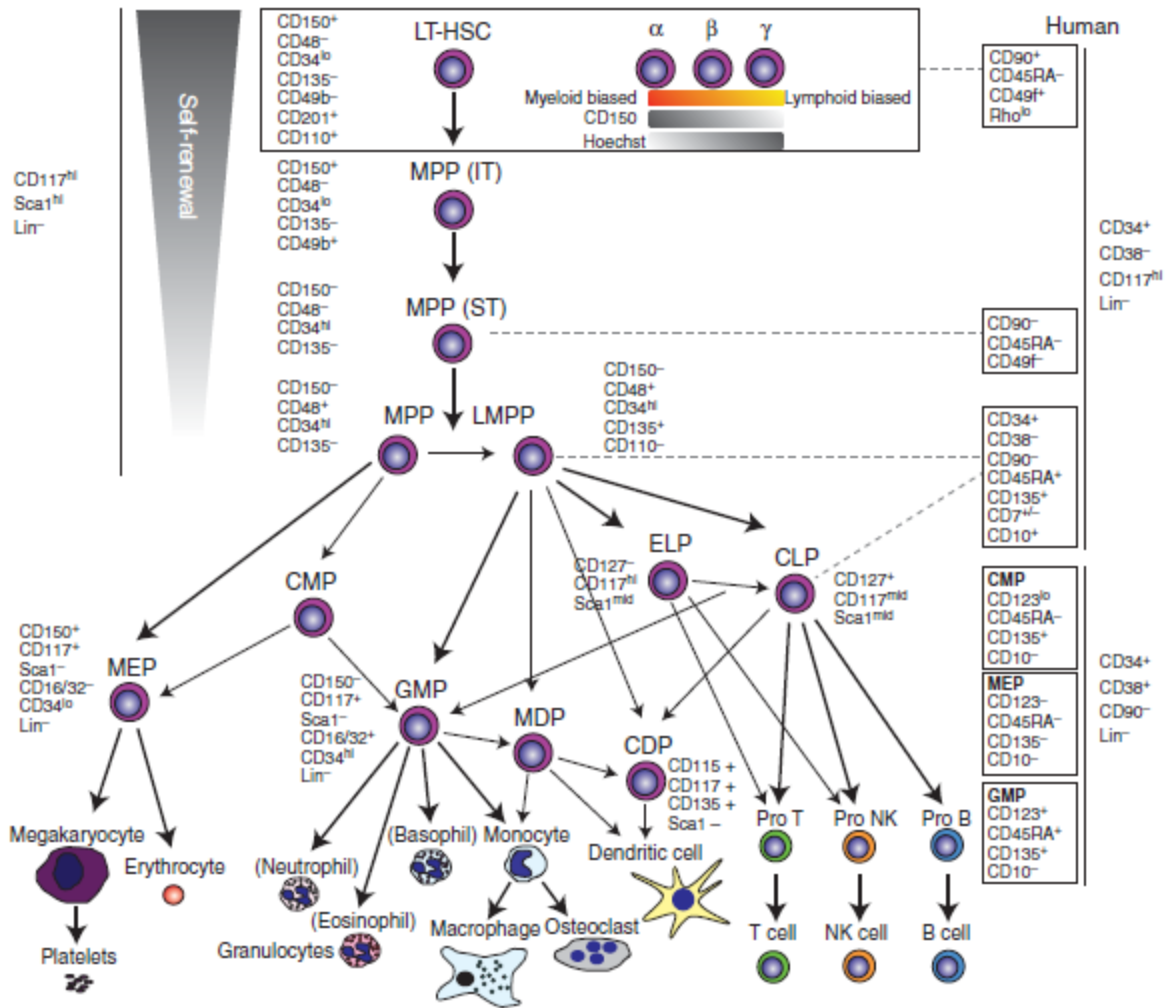 CD150⁺
CD48⁻
CD34ˡᵒ
CD135⁻
CD49b⁻
CD201⁺
CD110⁺
LT-HSC
α β γ
Myeloid biased
Lymphoid biased
CD150
Hoechst
Human
CD90⁺
CD45RA⁻
CD49f⁺
Rhoˡᵒ
Self-renewal
CD117ʰⁱ
Sca1ʰⁱ
Lin⁻
CD150⁺
CD48⁻
CD34ˡᵒ
CD135⁻
CD49b⁺
MPP (IT)
CD34⁺
CD38⁻
CD117ʰⁱ
Lin⁻
CD150⁻
CD48⁻
CD34ʰⁱ
CD135⁻
MPP (ST)
CD90⁻
CD45RA⁻
CD49f⁻
CD150⁻
CD48⁺
CD34ʰⁱ
CD135⁻
MPP
LMPP
CD150⁻
CD48⁺
CD34ʰⁱ
CD135⁺
CD110⁻
CD34⁺
CD38⁻
CD90⁻
CD45RA⁺
CD135⁺
CD7⁺ᐟ⁻
CD10⁺
CMP
ELP
CD127⁻
CD117ʰⁱ
Sca1ᵐⁱᵈ
CLP
CD127⁺
CD117ᵐⁱᵈ
Sca1ᵐⁱᵈ
CMP
CD123ˡᵒ
CD45RA⁻
CD135⁺
CD10⁻
CD150⁺
CD117⁺
Sca1⁻
CD16/32⁻
CD34ˡᵒ
Lin⁻
MEP
CD150⁻
CD117⁺
Sca1⁻
CD16/32⁺
CD34ʰⁱ
Lin⁻
GMP
MDP
CDP
CD115 +
CD117 +
CD135 +
Sca1 –
MEP
CD123⁻
CD45RA⁻
CD135⁻
CD10⁻
CD34⁺
CD38⁺
CD90⁻
Lin⁻
GMP
CD123⁺
CD45RA⁺
CD135⁺
CD10⁻
Megakaryocyte
Erythrocyte
(Neutrophil)
(Eosinophil)
Granulocytes
(Basophil)
Monocyte
Dendritic cell
Pro T
Pro NK
Pro B
Platelets
Macrophage
Osteoclast
T cell
NK cell
B cell